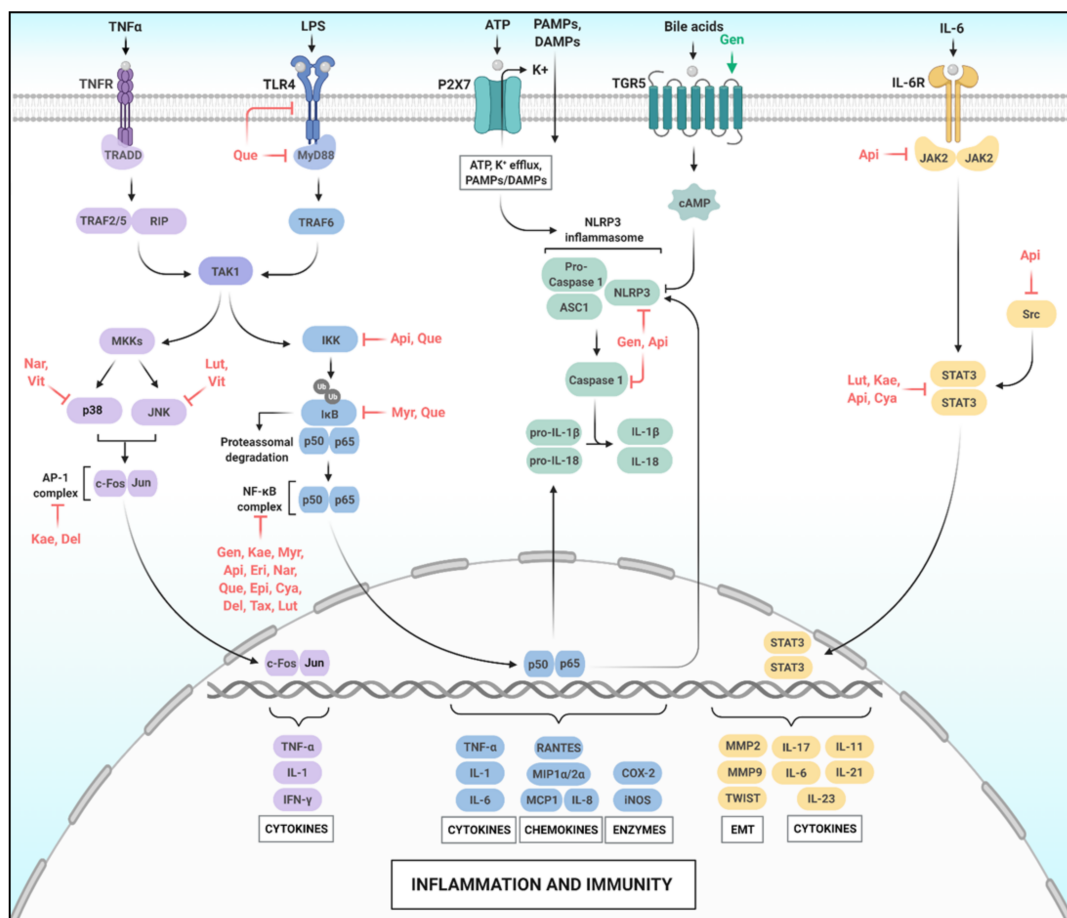 TNFα
LPS
ATP
PAMPs,
DAMPs
Bile acids
IL-6
Gen
K+
TNFR
TLR4
P2X7
TGR5
IL-6R
TRADD
Que
MyD88
ATP, K⁺ efflux,
PAMPs/DAMPs
Api
JAK2
JAK2
TRAF2/5
RIP
TRAF6
cAMP
NLRP3
inflammasome
TAK1
Pro-
Caspase 1
NLRP3
ASC1
Api
Src
MKKs
IKK
Api, Que
Gen, Api
Nar,
Vit
Lut,
Vit
Caspase 1
STAT3
STAT3
Lut, Kae,
Api, Cya
Ub
Ub
p38
JNK
IκB
Myr, Que
p50
p65
Proteassomal
degradation
pro-IL-1β
IL-1β
pro-IL-18
IL-18
AP-1
complex
c-Fos
Jun
NF-κB
complex
p50
p65
Kae, Del
Gen, Kae, Myr,
Api, Eri, Nar,
Que, Epi, Cya,
Del, Tax, Lut
c-Fos
Jun
p50
p65
STAT3
STAT3
TNF-α
IL-1
IFN-γ
CYTOKINES
TNF-α
IL-1
IL-6
CYTOKINES
RANTES
MIP1α/2α
MCP1
IL-8
CHEMOKINES
COX-2
iNOS
ENZYMES
MMP2
MMP9
TWIST
EMT
IL-17
IL-11
IL-6
IL-21
IL-23
CYTOKINES
INFLAMMATION AND IMMUNITY